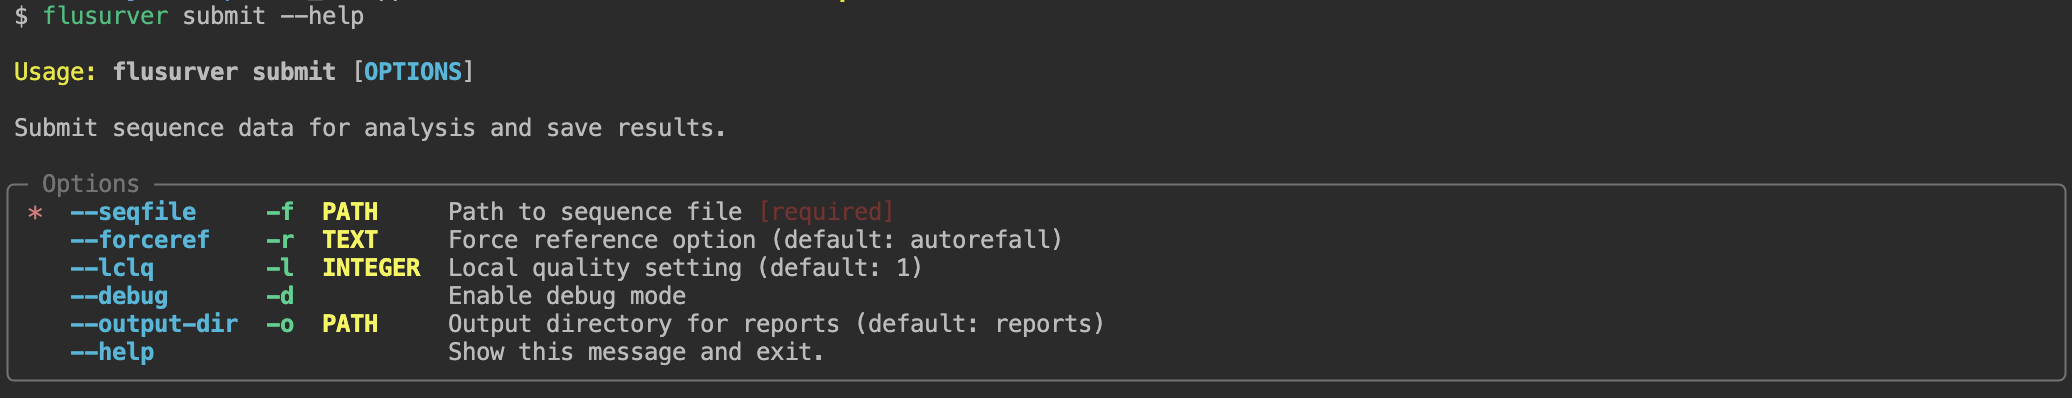 $ flusurver submit --help
Usage: flusurver submit [OPTIONS]
Submit sequence data for analysis and save results.
Options
* --seqfile -f PATH Path to sequence file [required]
--forceref -r TEXT Force reference option (default: autorefall)
--lclq -l INTEGER Local quality setting (default: 1)
--debug -d Enable debug mode
--output-dir -o PATH Output directory for reports (default: reports)
--help Show this message and exit.